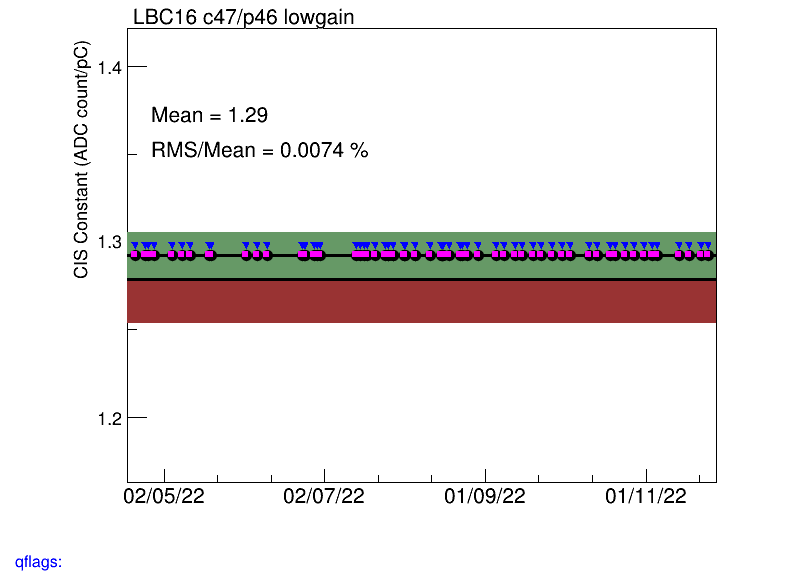 LBC16 c47/p46 lowgain
CIS Constant (ADC count/pC)
1.4
Mean = 1.29
RMS/Mean = 0.0074 %
1.3
1.2
02/05/22 02/07/22 01/09/22 01/11/22
qflags: